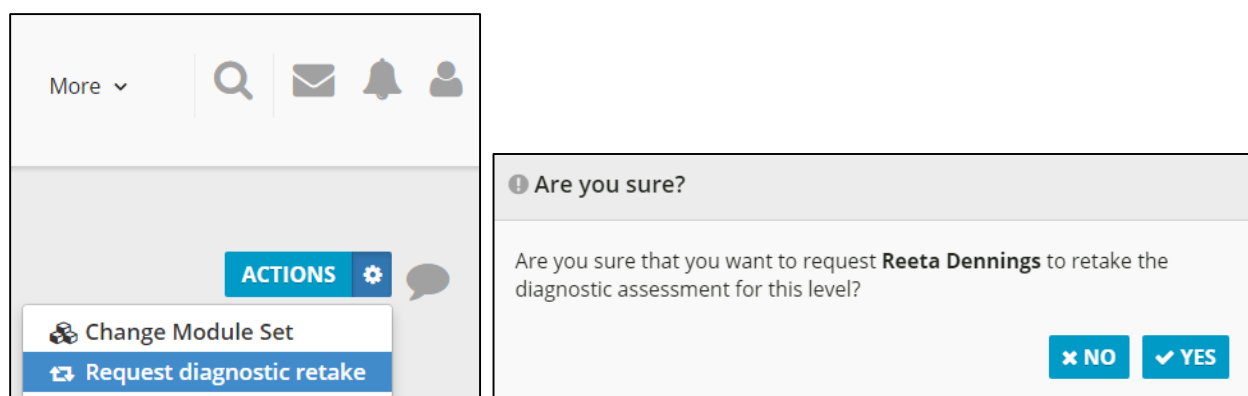 More
ACTIONS
Change Module Set
Request diagnostic retake
Are you sure?
Are you sure that you want to request Reeta Dennings to retake the
diagnostic assessment for this level?
NO
YES